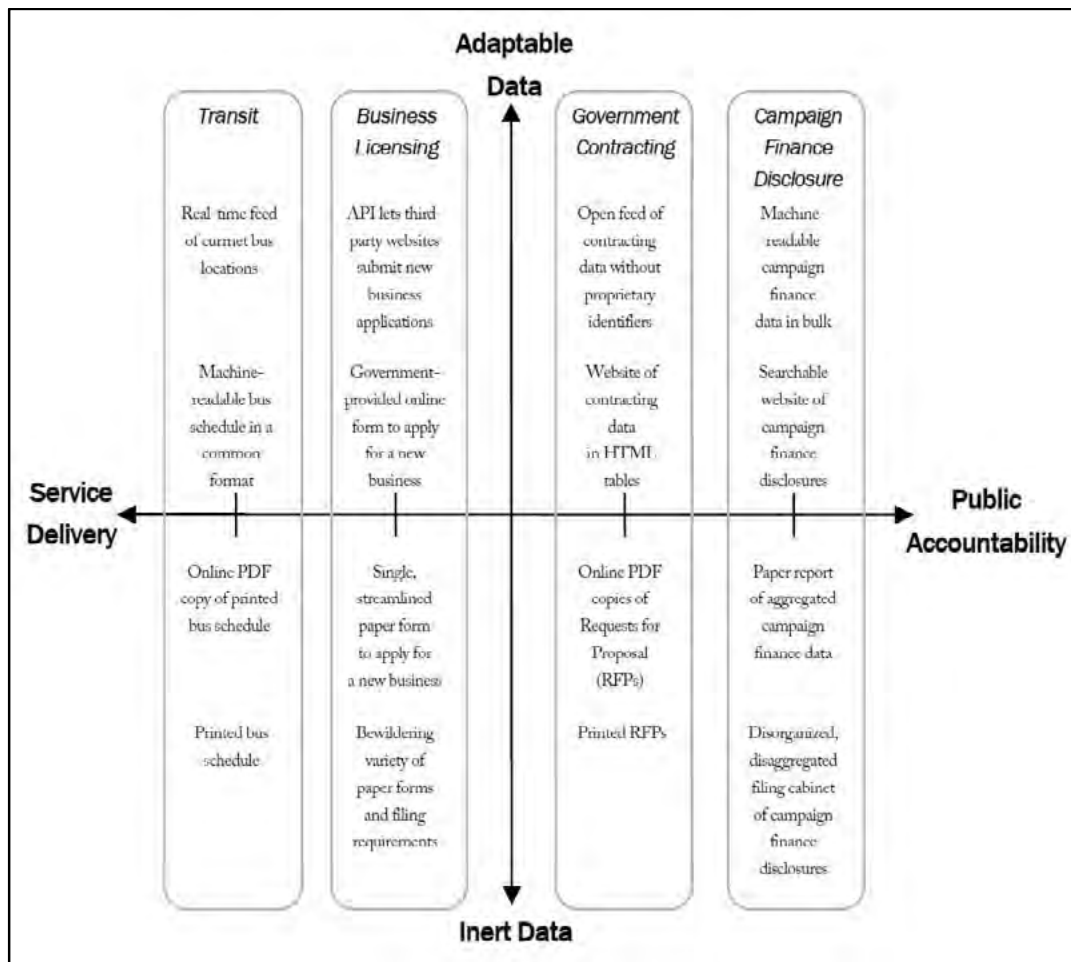 Adaptable
Data
Transit
Real-time feed
of curmet bus
locations
Machine-
readable bus
schedule in a
common
format
Online PDF
copy of printed
bus schedule
Printed bus
schedule
Business
Licensing
API lets third-
party websites
submit new
business
applications
Government-
provided online
form to apply
for a new
business
Single,
streamlined
paper form
to apply for
a new business
Bewildering
variety of
paper forms
and filing
requirements
Government
Contracting
Open feed of
contracting
data without
proprietary
identifiers
Website of
contracting
data
in HTML
tables
Online PDF
copies of
Requests for
Proposal
(RFPs)
Printed RFPs
Campaign
Finance
Disclosure
Machine
readable
campaign
finance
data in bulk
Searchable
website of
campaign
finance
disclosures
Paper report
of aggregated
campaign
finance data
Disorganized,
disaggregated
filing cabinet
of campaign
finance
disclosures
Service
Delivery
Public
Accountability
Inert Data